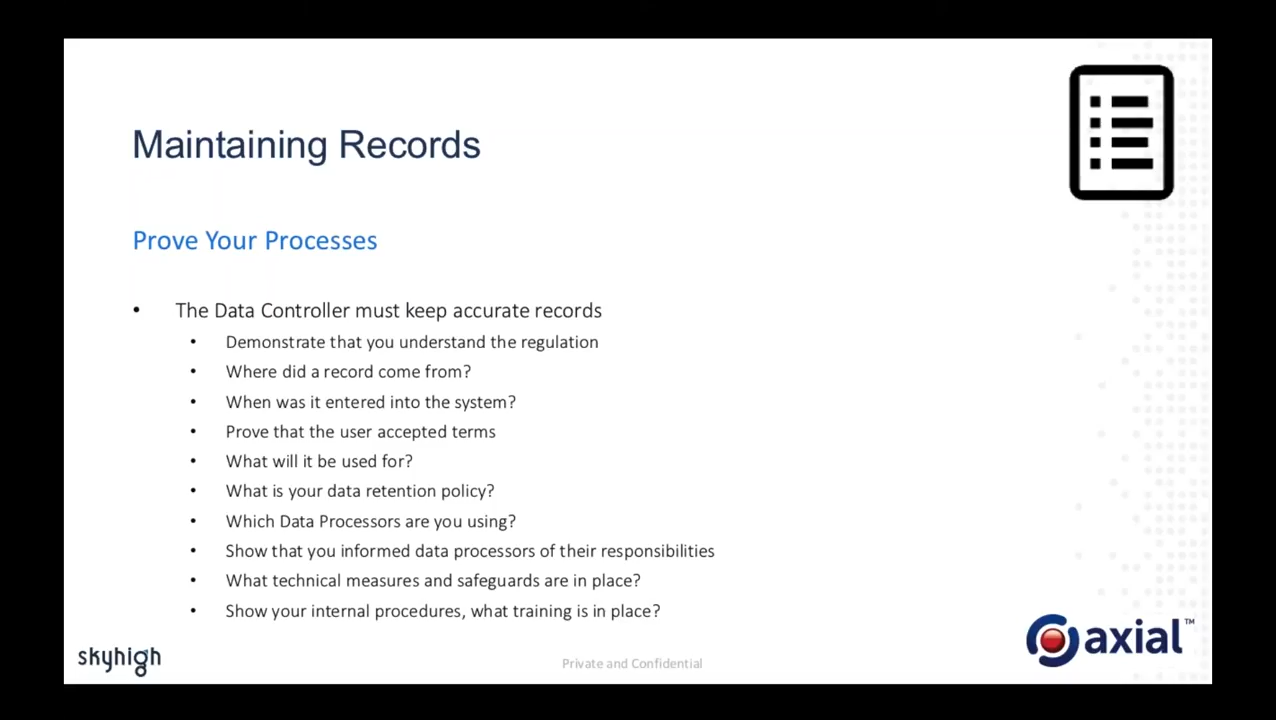 Maintaining Records
Prove Your Processes
• The Data Controller must keep accurate records
• Demonstrate that you understand the regulation
• Where did a record come from?
• When was it entered into the system?
• Prove that the user accepted terms
• What will it be used for?
• What is your data retention policy?
• Which Data Processors are you using?
• Show that you informed data processors of their responsibilities
• What technical measures and safeguards are in place?
• Show your internal procedures, what training is in place?
skyhigh
Private and Confidential
axial™